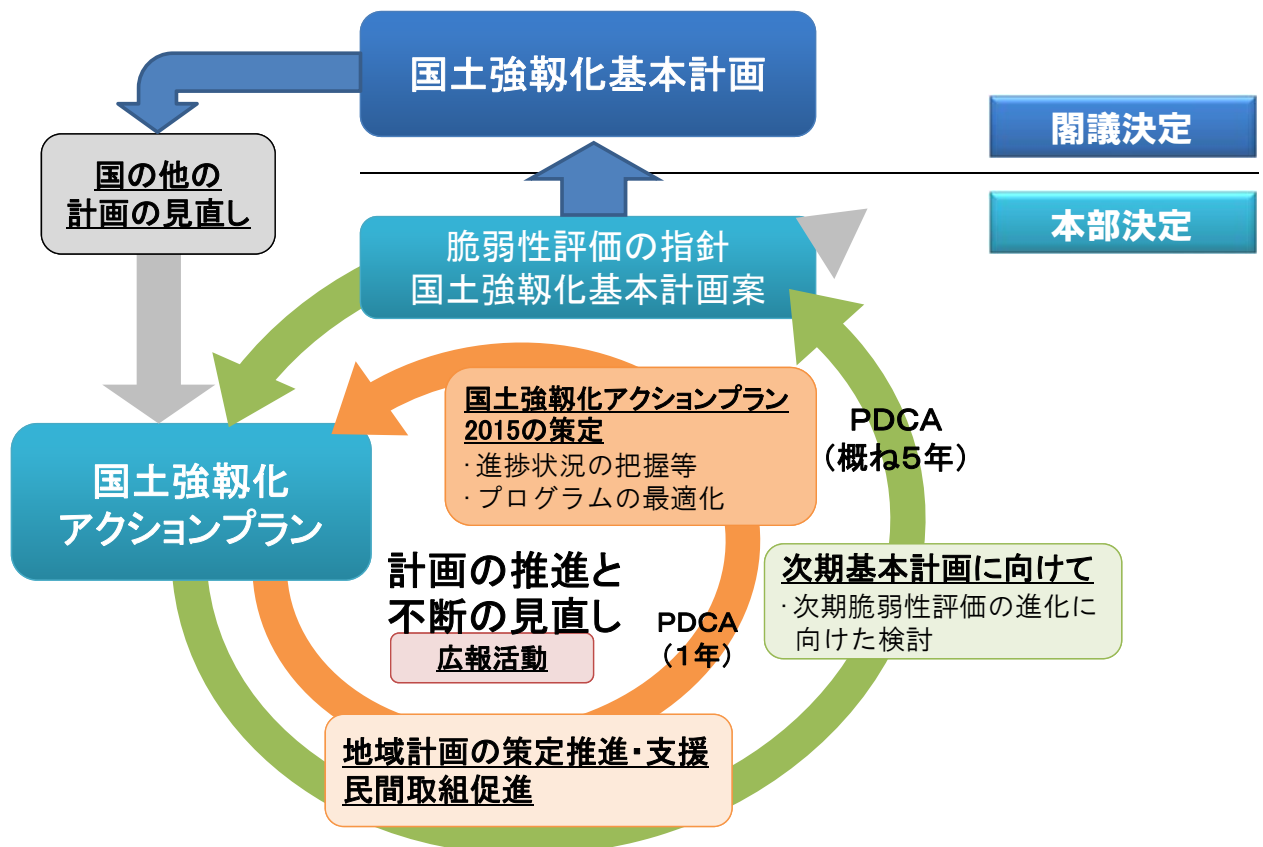 国土強靱化基本計画
閣議決定
国の他の
計画の見直し
本部決定
脆弱性評価の指針
国土強靱化基本計画案
国土強靱化アクションプラン
2015の策定
･進捗状況の把握等
･プログラムの最適化
PDCA
（概ね５年）
国土強靱化
アクションプラン
計画の推進と
不断の見直し
広報活動
PDCA
（１年）
次期基本計画に向けて
･次期脆弱性評価の進化に
向けた検討
地域計画の策定推進・支援
民間取組促進